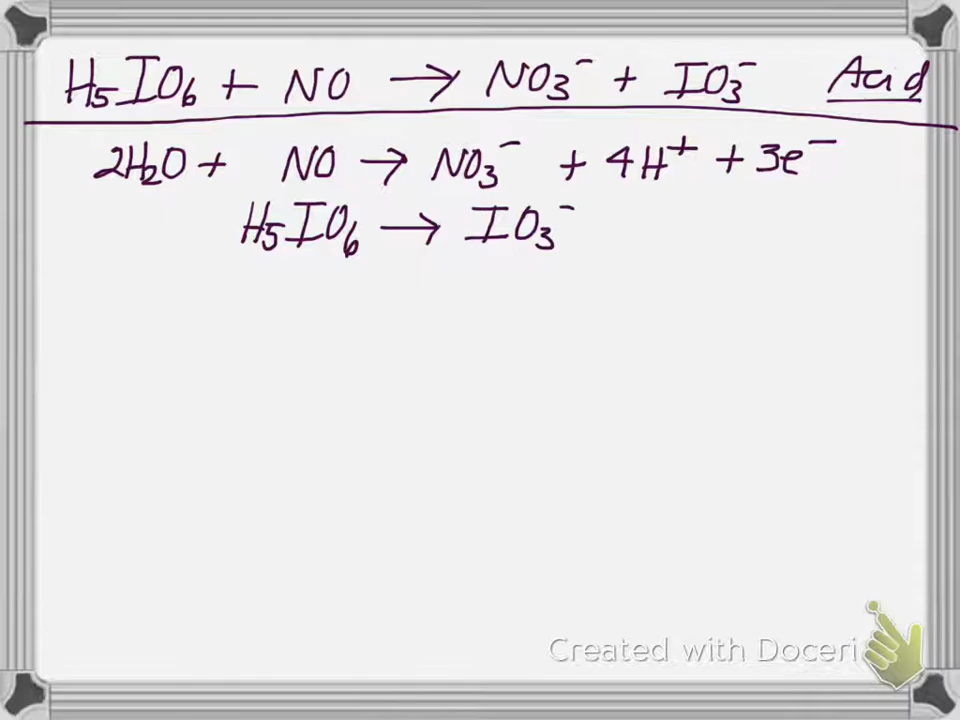 H₅IO₆ + NO → NO₃⁻ + IO₃⁻ Acid
2H₂O + NO → NO₃⁻ + 4H⁺ + 3e⁻
H₅IO₆ → IO₃⁻
Created with Doceri